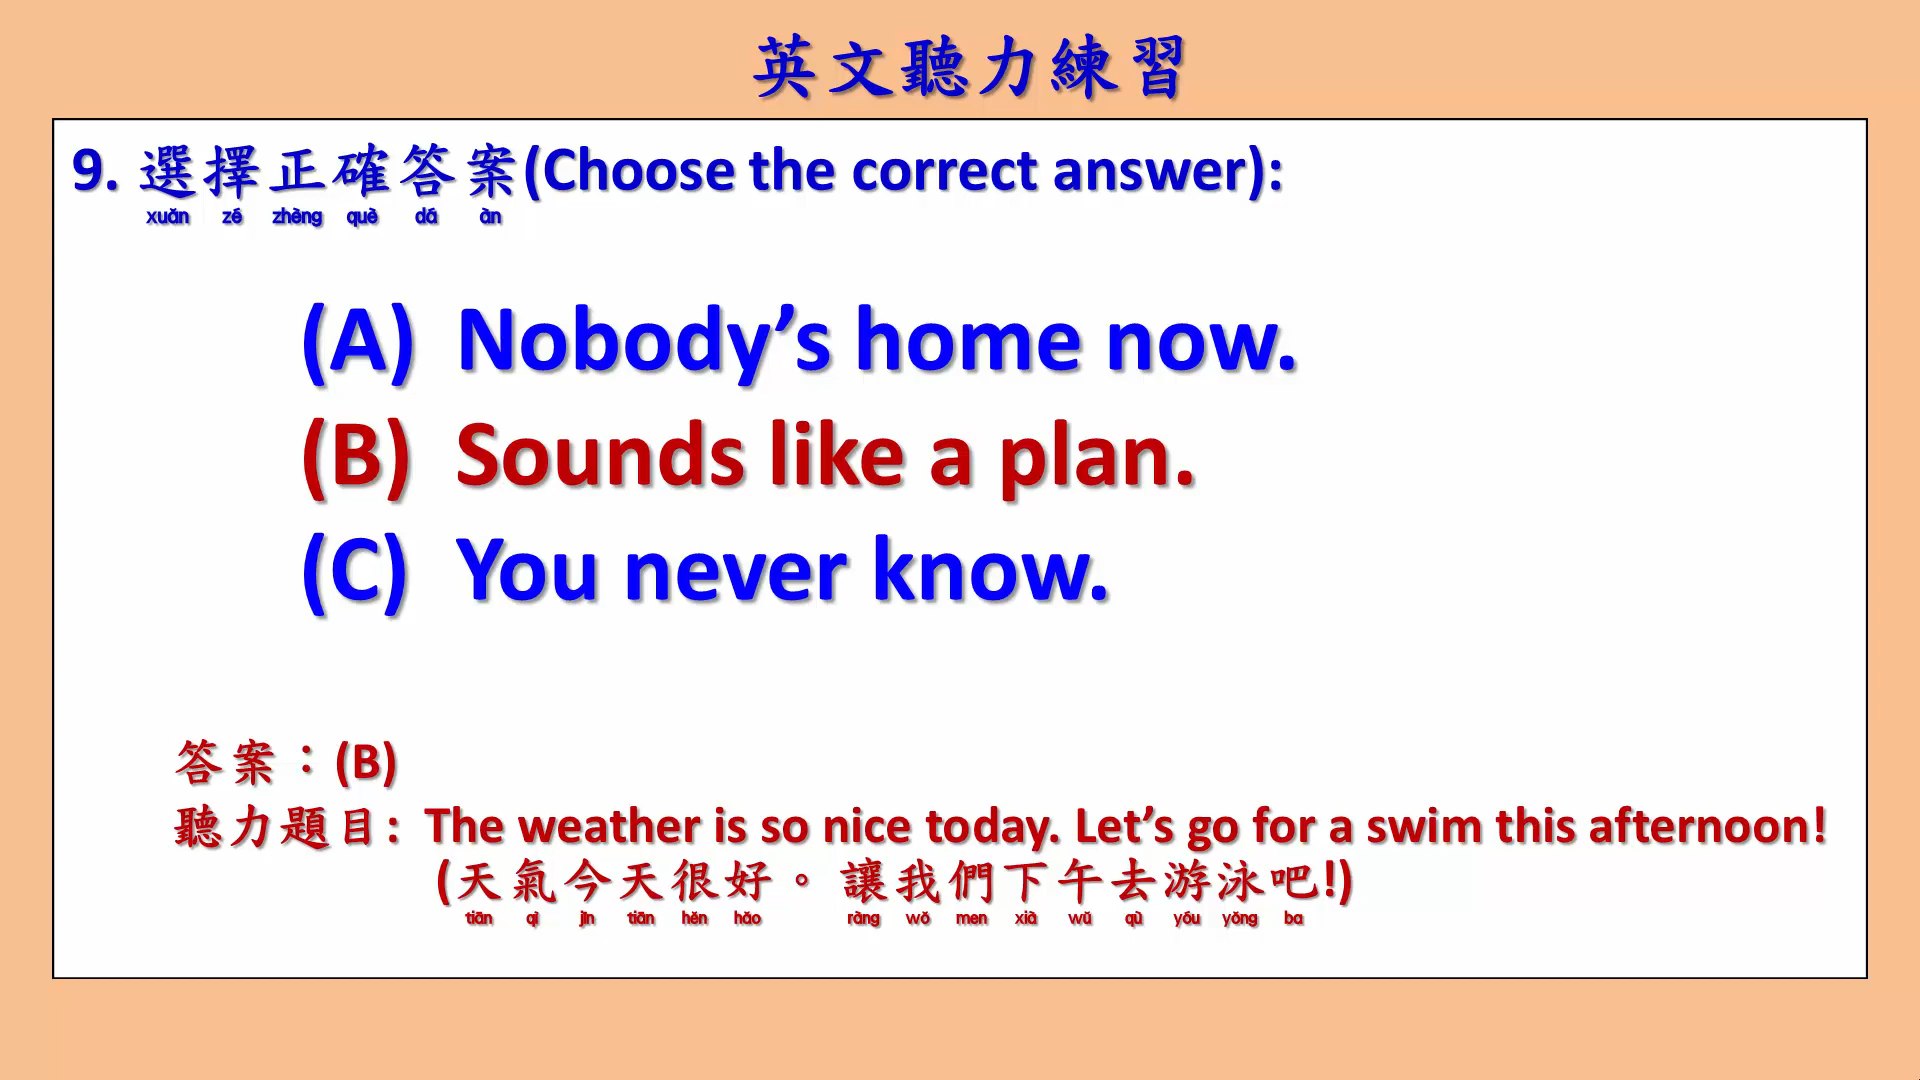 英文聽力練習
9. 選擇正確答案(Choose the correct answer):
xuǎn zé zhèng què dá àn
(A) Nobody’s home now.
(B) Sounds like a plan.
(C) You never know.
答案：(B)
聽力題目: The weather is so nice today. Let’s go for a swim this afternoon!
(天氣今天很好。讓我們下午去游泳吧!)
tiān qì jīn tiān hěn hǎo ràng wǒ men xià wǔ qù yóu yǒng ba